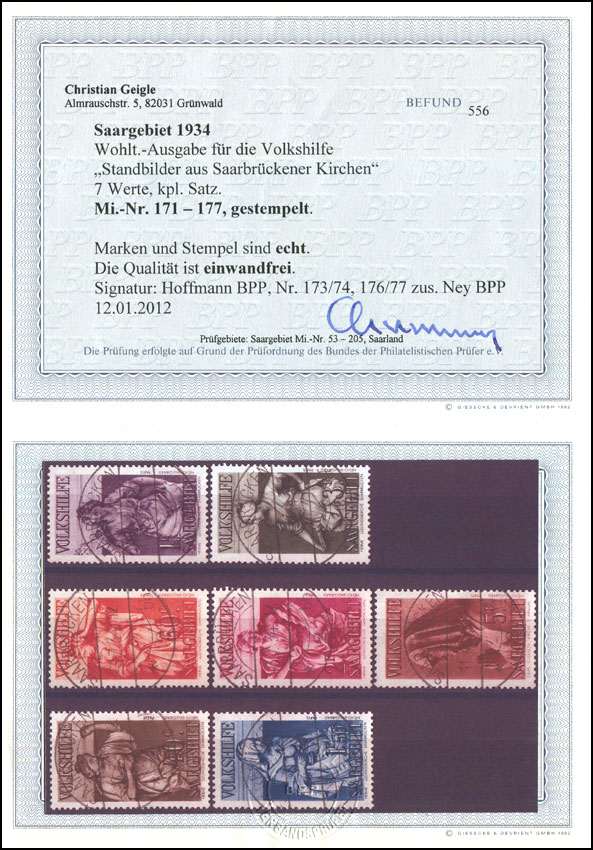 Christian Geigle
Almrauschstr. 5, 82031 Grünwald
BEFUND 556
Saargebiet 1934
Wohlt.-Ausgabe für die Volkshilfe
„Standbilder aus Saarbrückener Kirchen“
7 Werte, kpl. Satz.
Mi.-Nr. 171 – 177, gestempelt.
Marken und Stempel sind echt.
Die Qualität ist einwandfrei.
Signatur: Hoffmann BPP, Nr. 173/74, 176/77 zus. Ney BPP
12.01.2012
Prüfgebiete: Saargebiet Mi.-Nr. 53 – 205, Saarland
Die Prüfung erfolgte auf Grund der Prüfordnung des Bundes der Philatelistischen Prüfer e.V.
© GIESECKE & DEVRIENT GMBH 1992
VOLKSHILFE
SAARGEBIET
VOLKSHILFE
SAARGEBIET
VOLKSHILFE
SAARGEBIET
VOLKSHILFE
SAARGEBIET
VOLKSHILFE
SAARGEBIET
VOLKSHILFE
SAARGEBIET
VOLKSHILFE
SAARGEBIET
© GIESECKE & DEVRIENT GMBH 1992